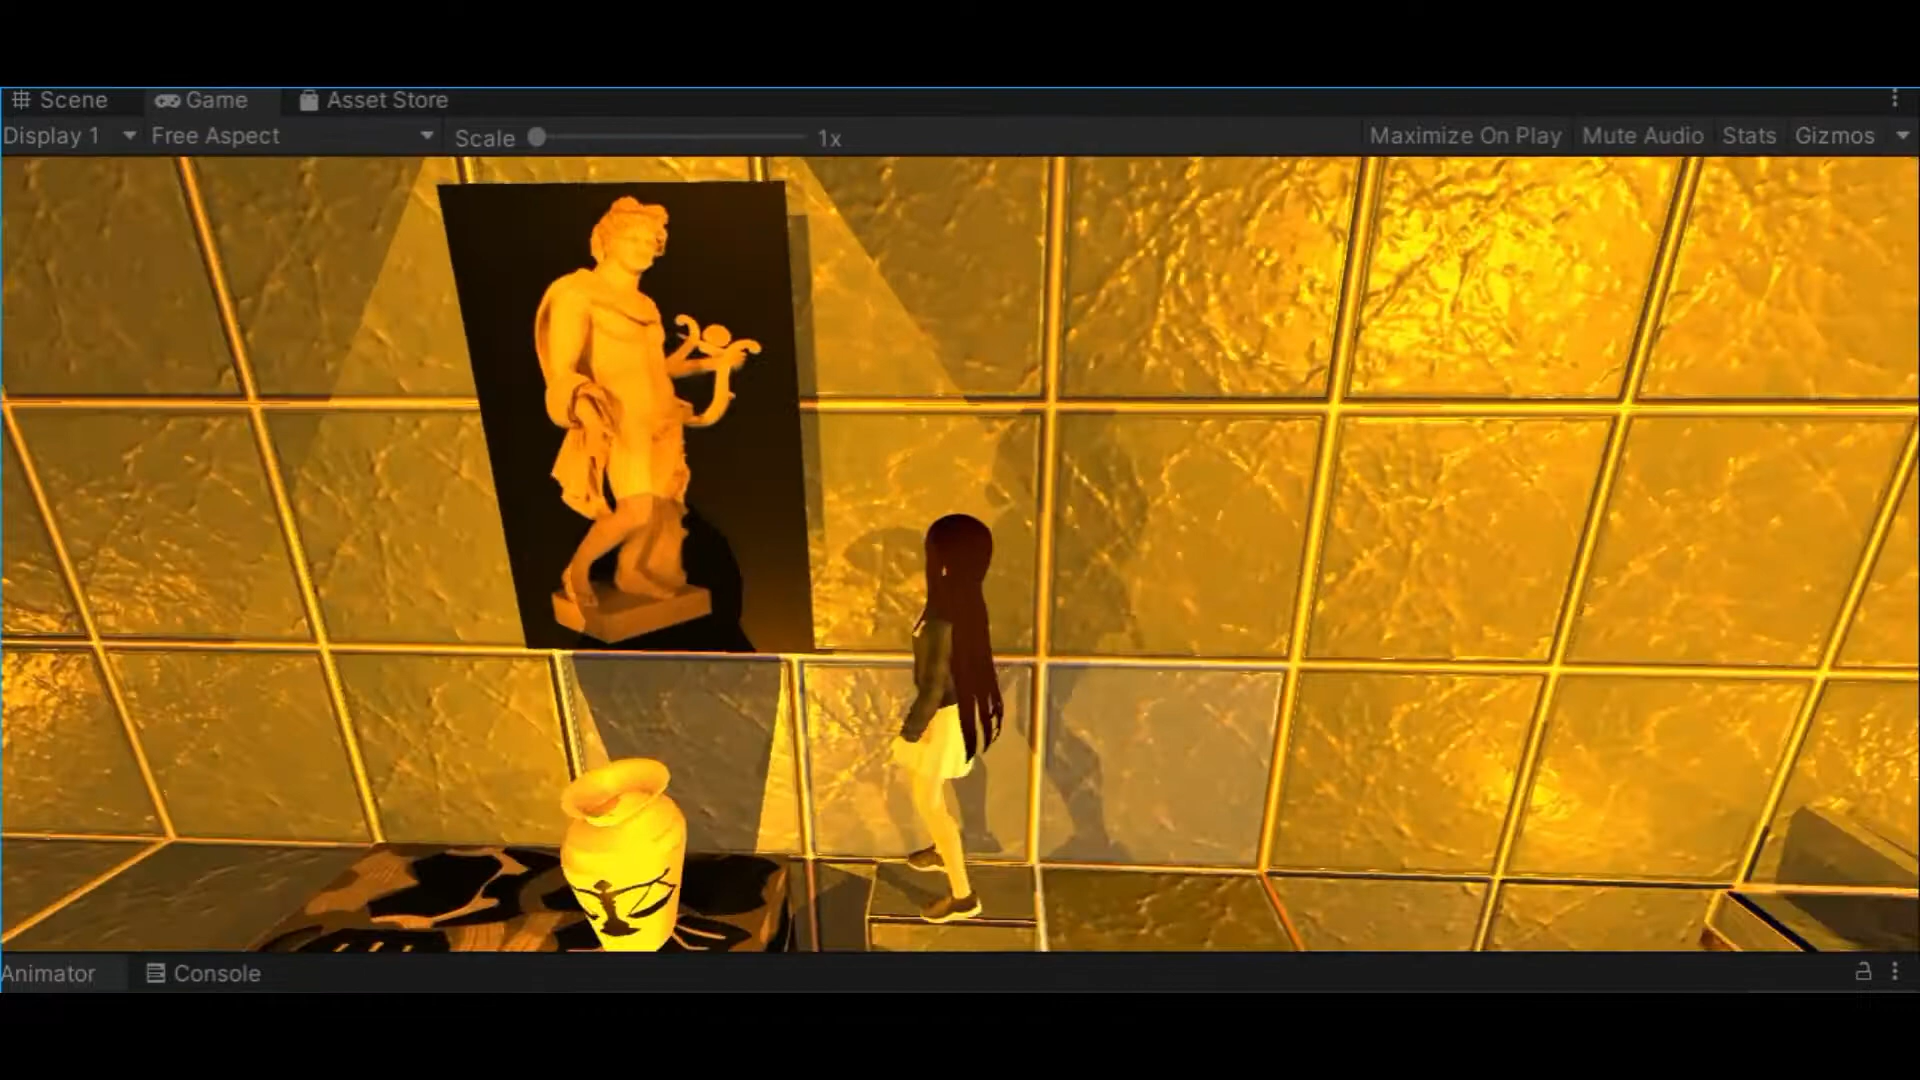 Scene Game Asset Store
Display 1 Free Aspect Scale 1x Maximize On Play Mute Audio Stats Gizmos
Animator Console